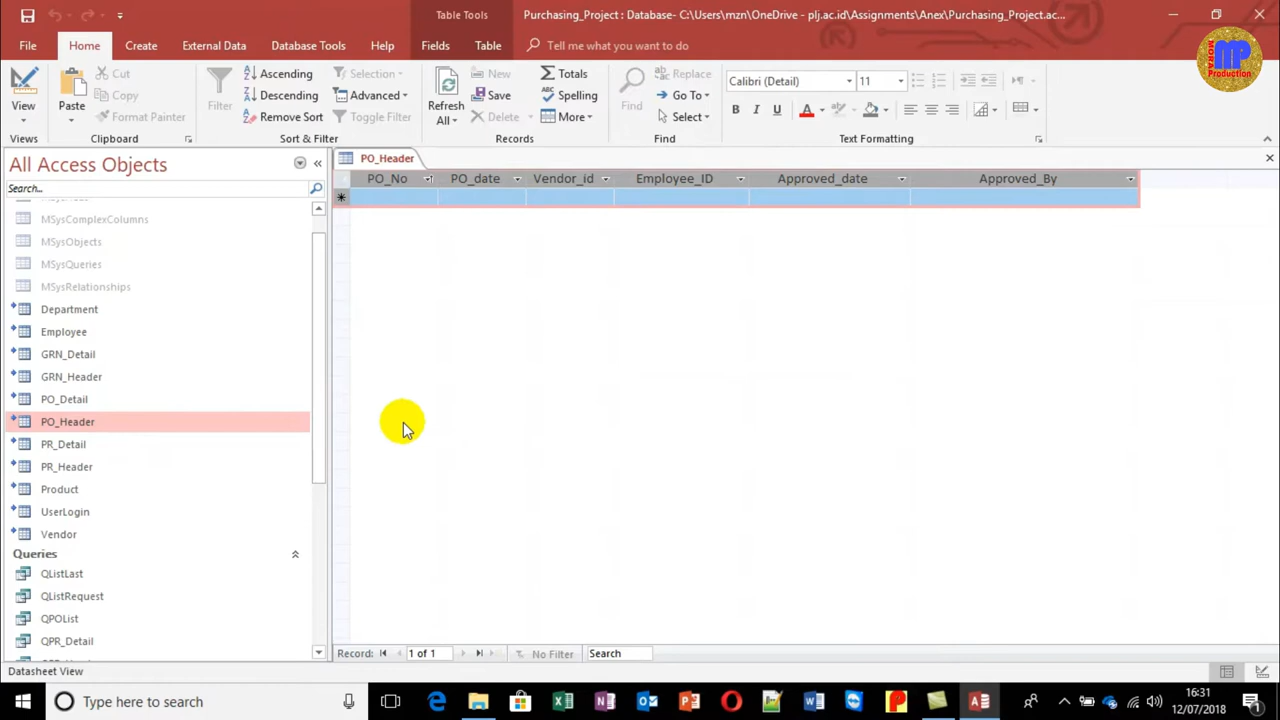 Table Tools
Purchasing_Project : Database- C:\Users\mzn\OneDrive - plj.ac.id\Assignments\Anex\Purchasing_Project.ac...
File Home Create External Data Database Tools Help Fields Table Tell me what you want to do
MORA
MP
Production
View
Views
Paste
Cut
Copy
Format Painter
Clipboard
Filter
Ascending
Descending
Remove Sort
Selection
Advanced
Toggle Filter
Sort & Filter
Refresh
All
New
Save
Delete
Totals
Spelling
More
Records
Find
Replace
Go To
Select
Find
Calibri (Detail) 11
B I U A
Text Formatting
All Access Objects
Search...
MSysComplexColumns
MSysObjects
MSysQueries
MSysRelationships
Department
Employee
GRN_Detail
GRN_Header
PO_Detail
PO_Header
PR_Detail
PR_Header
Product
UserLogin
Vendor
Queries
QListLast
QListRequest
QPOList
QPR_Detail
PO_Header
PO_No PO_date Vendor_id Employee_ID Approved_date Approved_By
Record: 1 of 1 No Filter Search
Datasheet View
Type here to search
16:31
12/07/2018